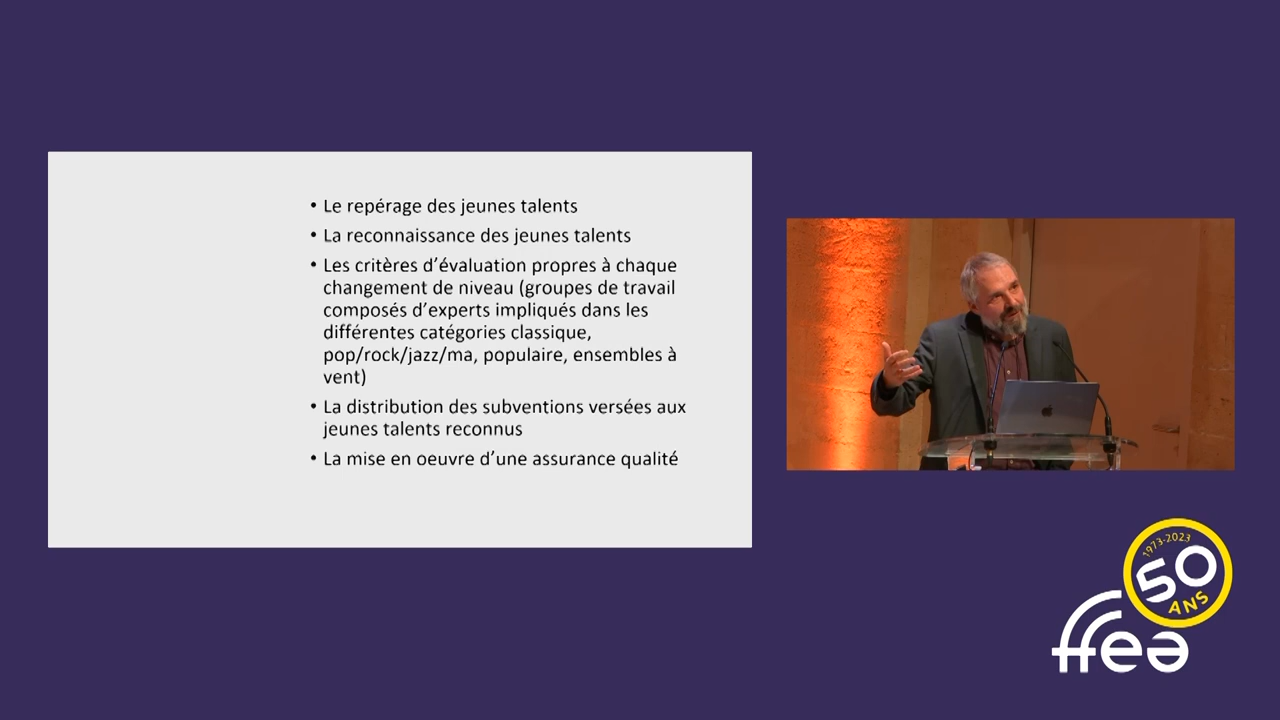 • Le repérage des jeunes talents
• La reconnaissance des jeunes talents
• Les critères d’évaluation propres à chaque
changement de niveau (groupes de travail
composés d’experts impliqués dans les
différentes catégories classique,
pop/rock/jazz/ma, populaire, ensembles à
vent)
• La distribution des subventions versées aux
jeunes talents reconnus
• La mise en oeuvre d’une assurance qualité
1973-2023
50
ANS
ffea